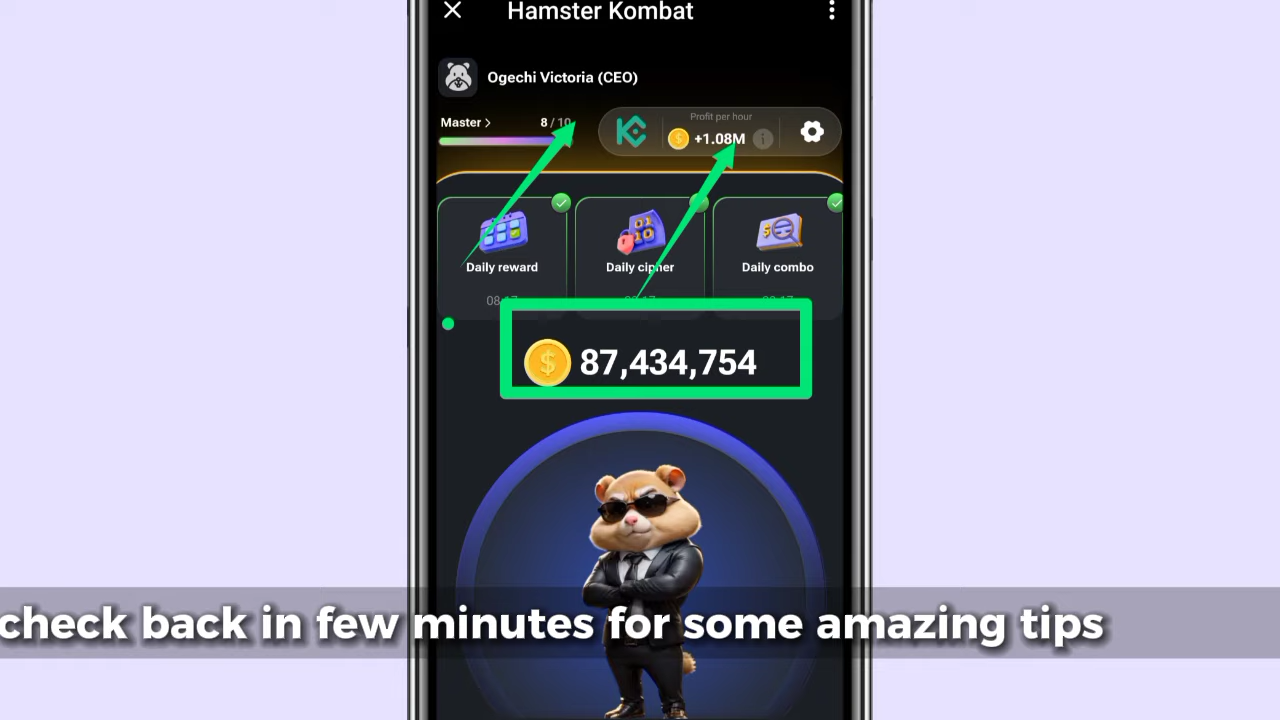 Hamster Kombat
Ogechi Victoria (CEO)
Master >
8 / 10
Profit per hour
$ +1.08M i
Daily reward
Daily cipher
Daily combo
$ 87,434,754
check back in few minutes for some amazing tips